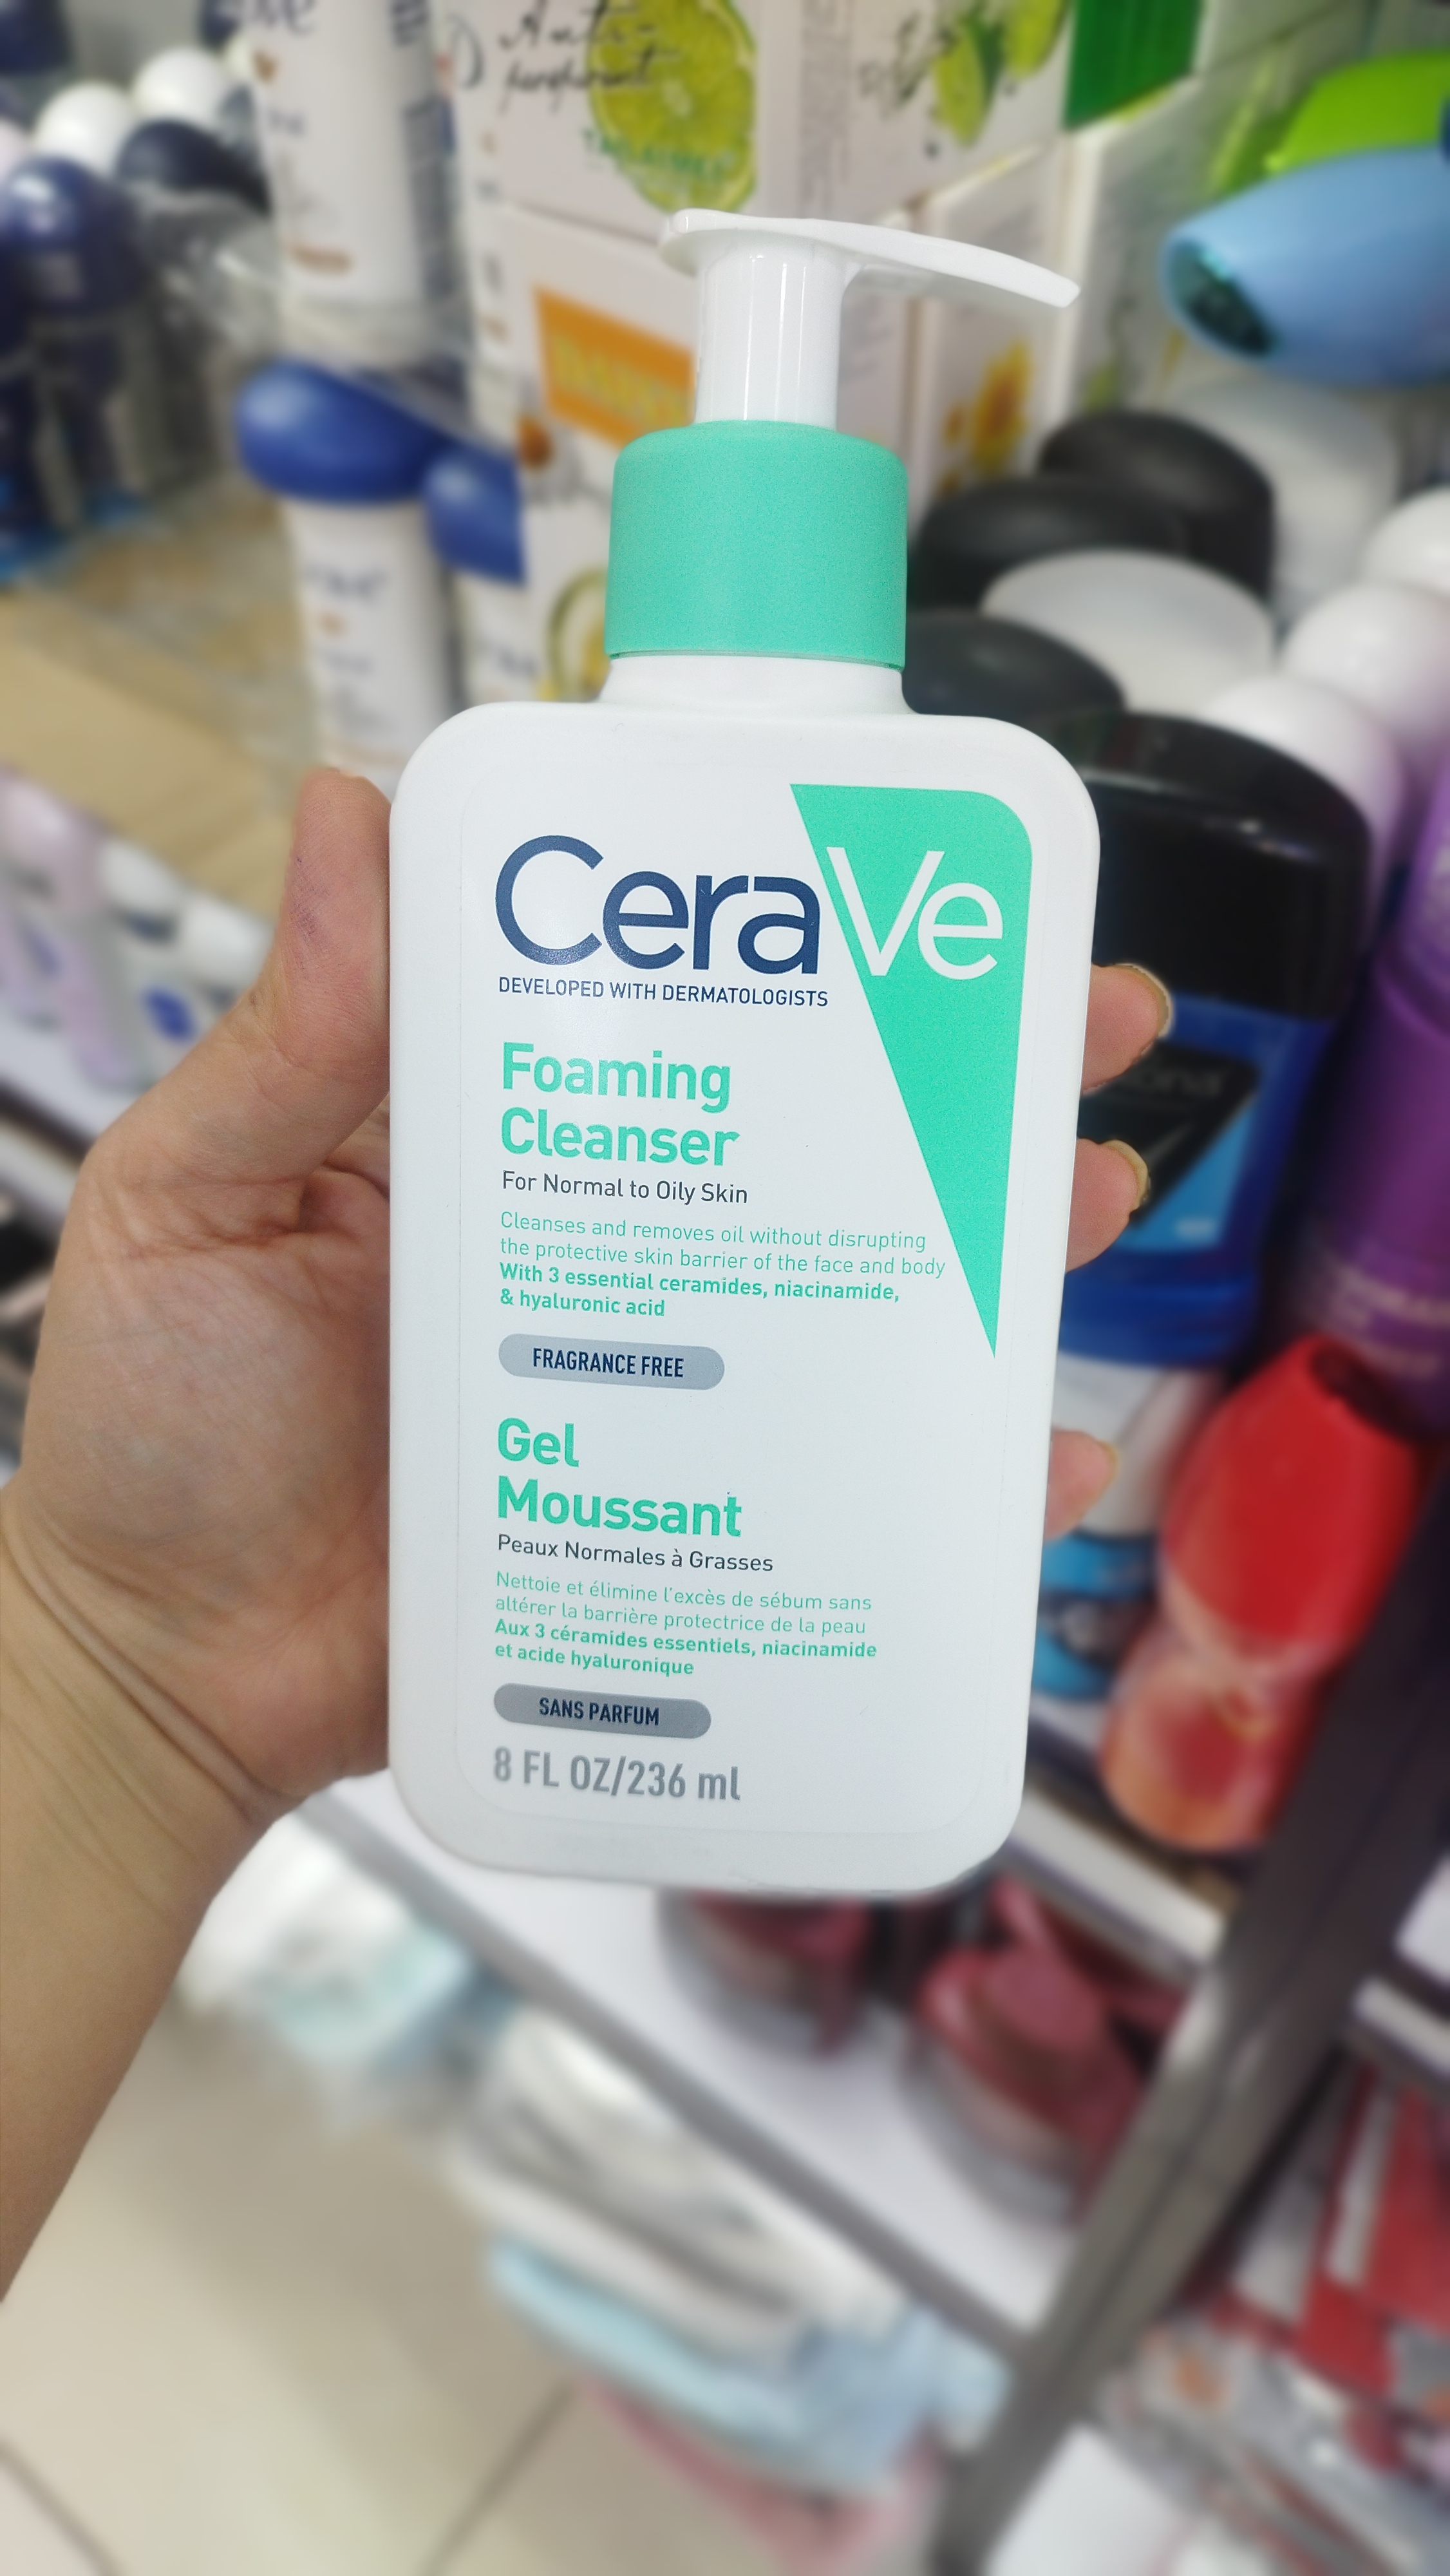 CeraVe
DEVELOPED WITH DERMATOLOGISTS
Foaming
Cleanser
For Normal to Oily Skin
Cleanses and removes oil without disrupting
the protective skin barrier of the face and body
With 3 essential ceramides, niacinamide,
& hyaluronic acid
FRAGRANCE FREE
Gel
Moussant
Peaux Normales à Grasses
Nettoie et élimine l'excès de sébum sans
altérer la barrière protectrice de la peau
Aux 3 céramides essentiels, niacinamide
et acide hyaluronique
SANS PARFUM
8 FL OZ/236 ml